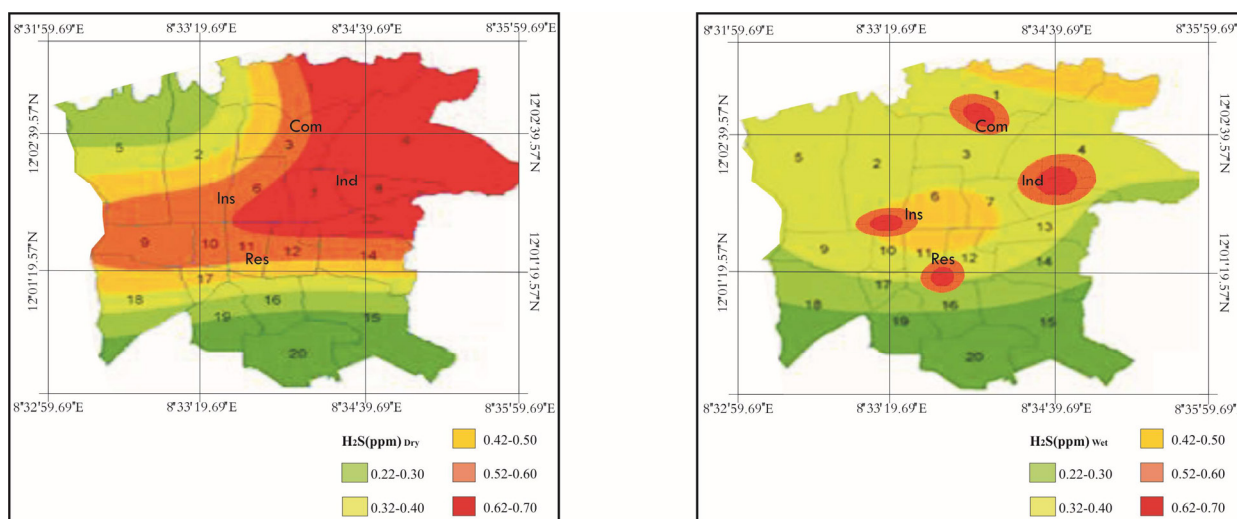 8°31'59.69"E 8°33'19.69"E 8°34'39.69"E 8°35'59.69"E
12°02'39.57"N 12°02'39.57"N
12°01'19.57"N 12°01'19.57"N
Com
3
4
5
2
Ind
6
7
8
Ins
13
9 10 11 12 14
Res
17
18 16
19 15
20
8°32'59.69"E 8°33'19.69"E 8°34'39.69"E 8°35'59.69"E
H2S(ppm) Dry
0.22-0.30
0.32-0.40
0.42-0.50
0.52-0.60
0.62-0.70
8°31'59.69"E 8°33'19.69"E 8°34'39.69"E 8°35'59.69"E
12°02'39.57"N 12°02'39.57"N
12°01'19.57"N 12°01'19.57"N
1
Com
5 2 3 4
Ind
6 7
Ins
13
9 10 11 12 14
Res
17
18 16
19 15
20
8°32'59.69"E 8°33'19.69"E 8°34'39.69"E 8°35'59.69"E
H2S(ppm) Wet
0.22-0.30
0.32-0.40
0.42-0.50
0.52-0.60
0.62-0.70